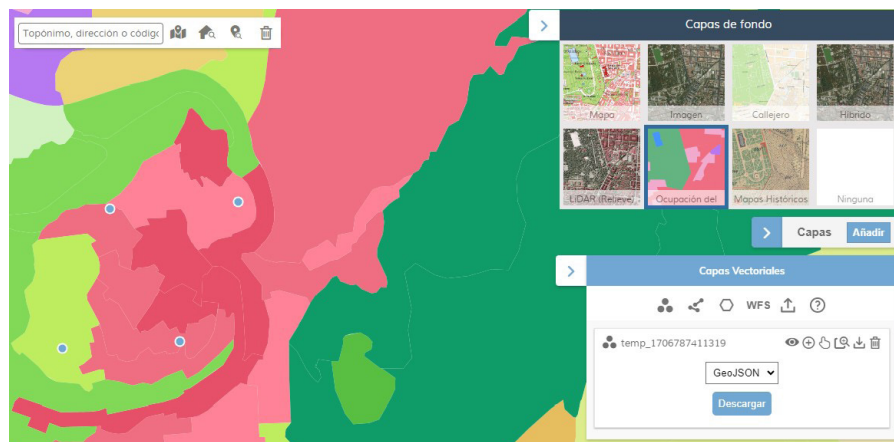 Topónimo, dirección o códig
Capas de fondo
Mapa
Imagen
Callejero
Híbrido
LiDAR (Relieve)
Ocupación del
Mapas Históricos
Ninguna
Capas
Añadir
Capas Vectoriales
WFS
temp_1706787411319
GeoJSON
Descargar